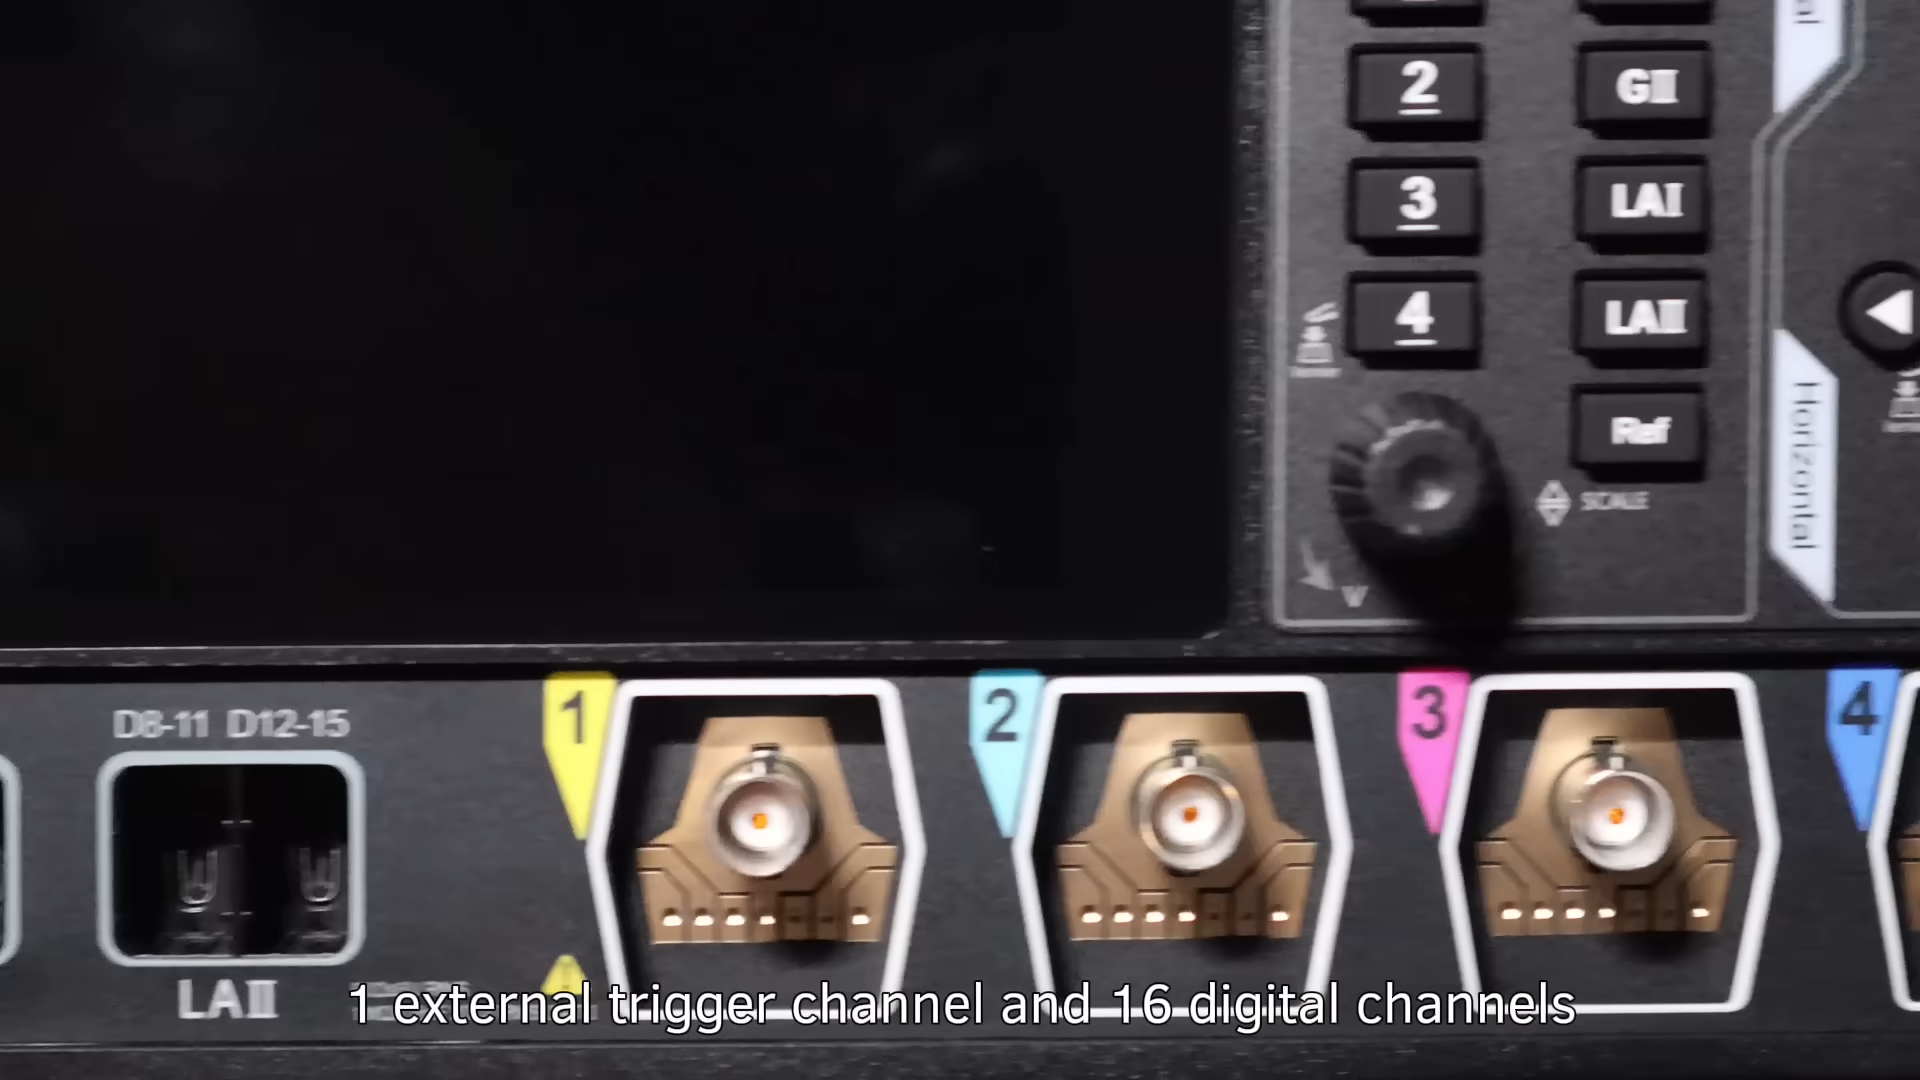 2
GII
3
LAI
4
LAII
Ref
SCALE
V
Horizontal
D8-11 D12-15
1
2
3
4
LAII
1 external trigger channel and 16 digital channels